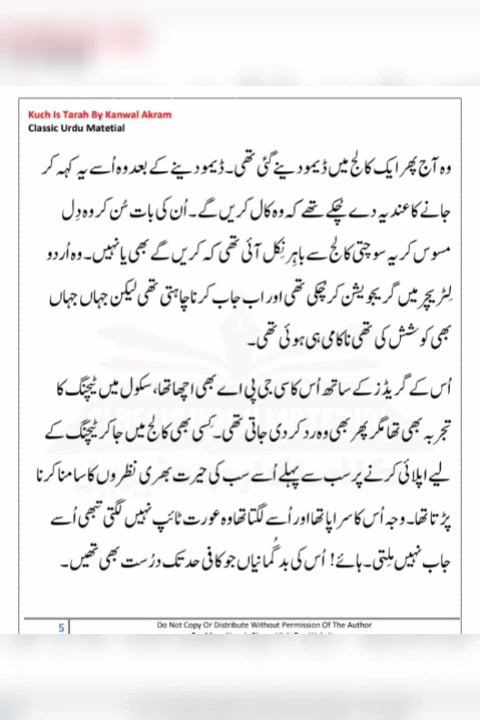 Kuch Is Tarah By Kanwal Akram
Classic Urdu Matetial
وہ آج پھر ایک کالج میں ڈیمو دینے گئی تھی۔ ڈیمو دینے کے بعد وہ اُسے یہ کہہ کر
جانے کا عندیہ دے چکے تھے کہ وہ کال کریں گے۔ اُن کی بات سُن کر وہ دِل
مسوس کر یہ سوچتی کالج سے باہر نِکل آئی تھی کہ کریں گے بھی یا نہیں۔ وہ اُردو
لِٹریچر میں گریجویشن کر چُکی تھی اور اب جاب کرنا چاہتی تھی لیکن جہاں جہاں
بھی کوشش کی تھی ناکامی ہی ہوئی تھی۔
اُس کے گریڈز کے ساتھ اُس کا سی جی پی اے بھی اچھا تھا، سکول میں ٹیچنگ کا
تجربہ بھی تھا مگر پھر بھی وہ رد کر دی جاتی تھی۔ کِسی بھی کالج میں جا کر ٹیچنگ کے
لیے اپلائی کرنے پر سب سے پہلے اُسے سب کی حیرت بھری نظروں کا سامنا کرنا
پڑتا تھا۔ وجہ اُس کا سراپا تھا اور اُسے لگتا تھا وہ عورت ٹائپ نہیں لگتی تبھی اُسے
جاب نہیں مِلتی۔ ہائے! اُس کی بد گُمانیاں جو کافی حد تک درُست بھی تھیں۔
5
Do Not Copy Or Distribute Without Permission Of The Author